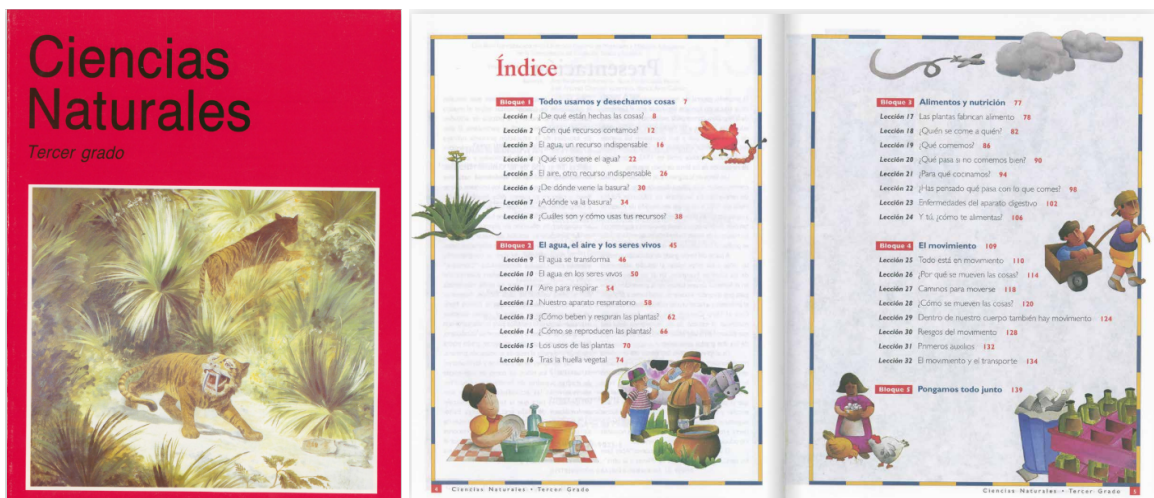 Ciencias
Naturales
Tercer grado
Índice
Bloque 1 Todos usamos y desechamos cosas 7
Lección 1 ¿De qué están hechas las cosas? 8
Lección 2 ¿Con qué recursos contamos? 12
Lección 3 El agua, un recurso indispensable 16
Lección 4 ¿Qué usos tiene el agua? 22
Lección 5 El aire, otro recurso indispensable 26
Lección 6 ¿De dónde viene la basura? 30
Lección 7 ¿Adónde va la basura? 34
Lección 8 ¿Cuáles son y cómo usas tus recursos? 38
Bloque 2 El agua, el aire y los seres vivos 45
Lección 9 El agua se transforma 46
Lección 10 El agua en los seres vivos 50
Lección 11 Aire para respirar 54
Lección 12 Nuestro aparato respiratorio 58
Lección 13 ¿Cómo beben y respiran las plantas? 62
Lección 14 ¿Cómo se reproducen las plantas? 66
Lección 15 Los usos de las plantas 70
Lección 16 Tras la huella vegetal 74
4 Ciencias Naturales • Tercer Grado
Bloque 3 Alimentos y nutrición 77
Lección 17 Las plantas fabrican alimento 78
Lección 18 ¿Quién se come a quién? 82
Lección 19 ¿Qué comemos? 86
Lección 20 ¿Qué pasa si no comemos bien? 90
Lección 21 ¿Para qué cocinamos? 94
Lección 22 ¿Has pensado qué pasa con lo que comes? 98
Lección 23 Enfermedades del aparato digestivo 102
Lección 24 Y tú, ¿cómo te alimentas? 106
Bloque 4 El movimiento 109
Lección 25 Todo está en movimiento 110
Lección 26 ¿Por qué se mueven las cosas? 114
Lección 27 Caminos para moverse 118
Lección 28 ¿Cómo se mueven las cosas? 120
Lección 29 Dentro de nuestro cuerpo también hay movimiento 124
Lección 30 Riesgos del movimiento 128
Lección 31 Primeros auxilios 132
Lección 32 El movimiento y el transporte 134
Bloque 5 Pongamos todo junto 139
Ciencias Naturales • Tercer Grado 5